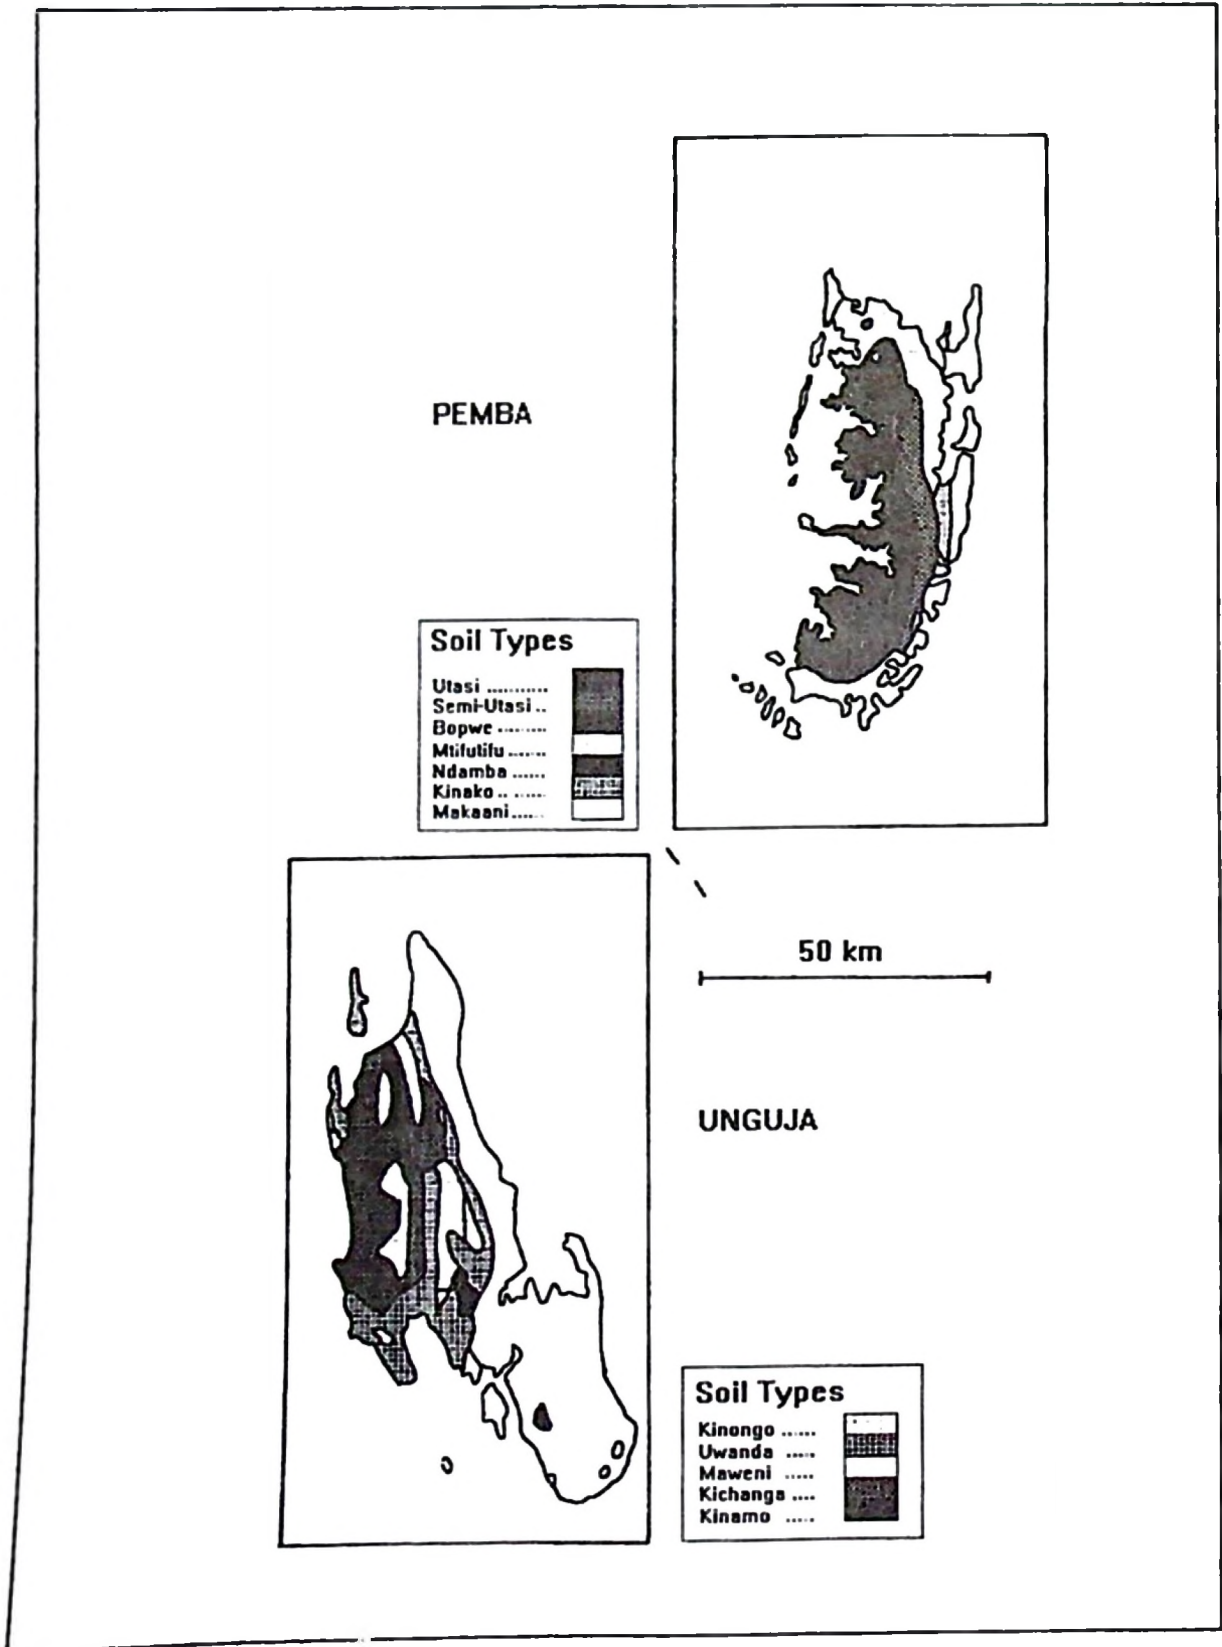 PEMBA
Soil Types
Utasi ...........
Semi-Utasi ..
Bopwe .........
Mtifutifu .......
Ndamba ......
Kinako .. ......
Makaani ......
50 km
UNGUJA
Soil Types
Kinongo ......
Uwanda .....
Maweni .....
Kichanga ....
Kinamo .....